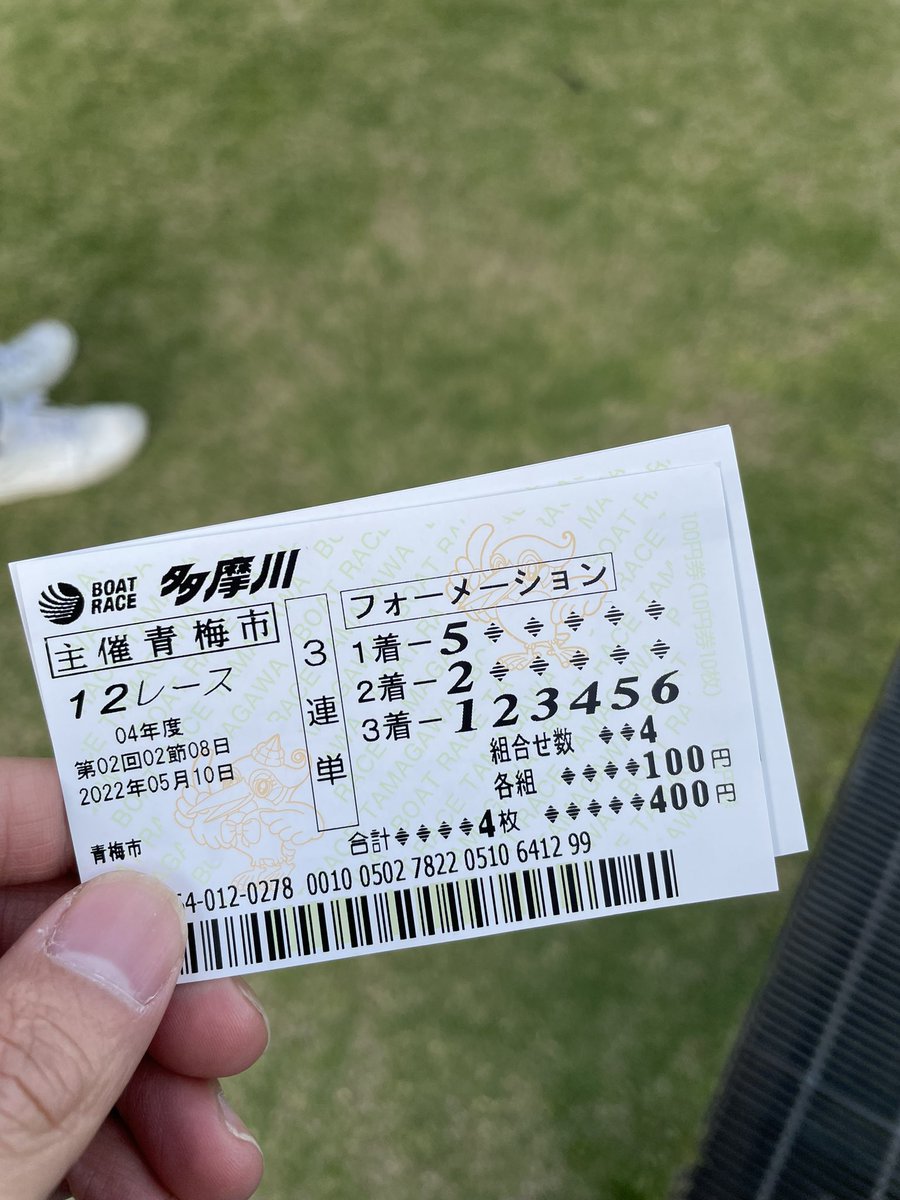 BOAT RACE 多摩川
主催青梅市
12レース
04年度
第02回02節08日
2022年05月10日
青梅市
3連単
フォーメーション
1着－5
2着－2
3着－123456
組合せ数 4
各組 100円
合計 4枚 400円
54-012-0278 0010 0502 7822 0510 6412 99